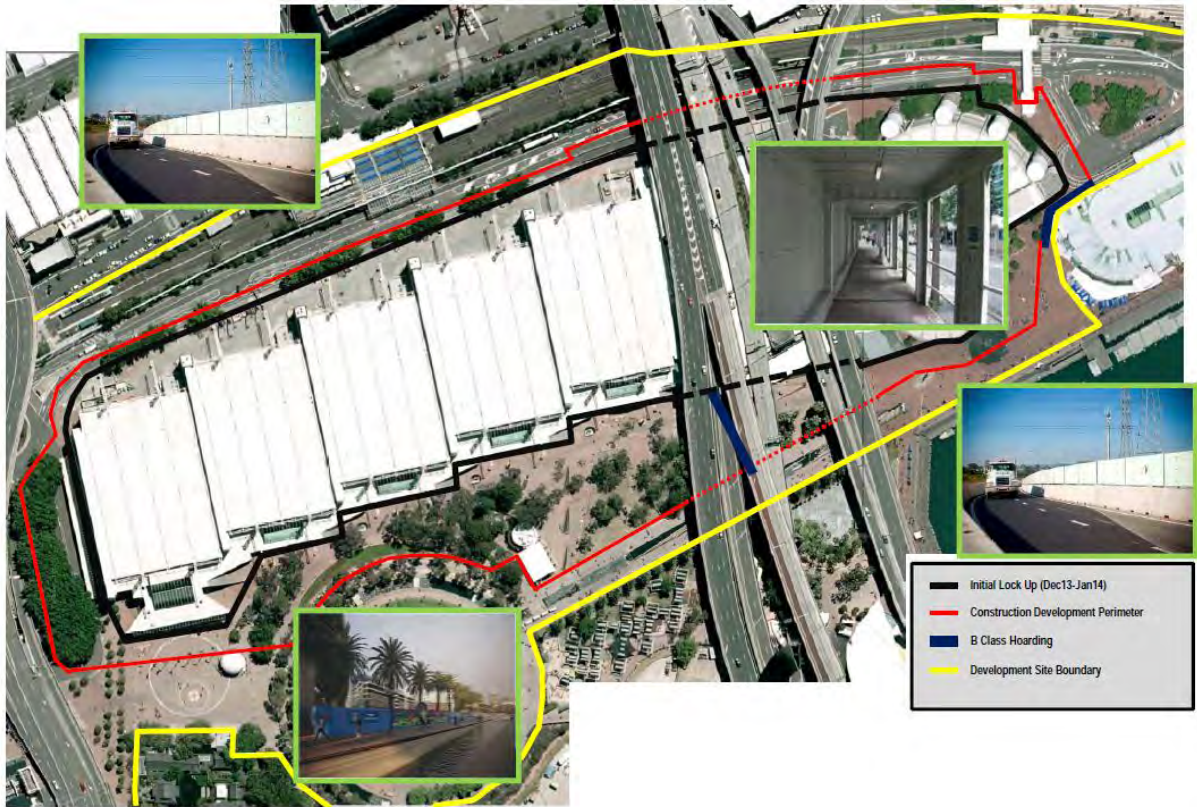 Initial Lock Up (Dec13-Jan14)
Construction Development Perimeter
B Class Hoarding
Development Site Boundary